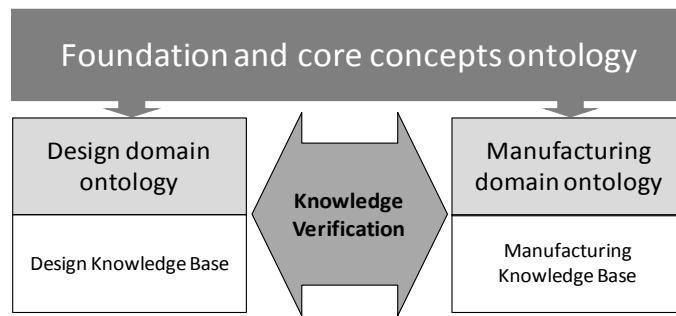 Foundation and core concepts ontology
Design domain
ontology
Design Knowledge Base
Knowledge
Verification
Manufacturing
domain ontology
Manufacturing
Knowledge Base